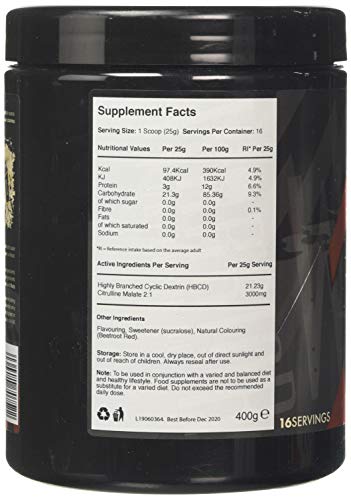 Supplement Facts
Serving Size: 1 Scoop (25g) Servings Per Container: 16
Nutritional Values Per 25g Per 100g RI* Per 25g
Kcal 97.4Kcal 390Kcal 4.9%
KJ 408KJ 1632KJ 4.9%
Protein 3g 12g 6.6%
Carbohydrate 21.3g 85.36g 9.3%
of which sugar 0.0g 0.0g -
Fibre 0.0g 0.0g 0.1%
Fats 0.0g 0.0g -
of which saturated 0.0g 0.0g -
Sodium 0.0g 0.0g -
*R = Reference intake based on the average adult
Active Ingredients Per Serving Per 25g Serving
Highly Branched Cyclic Dextrin (HBCD) 21.23g
Citrulline Malate 2:1 3000mg
Other Ingredients:
Flavouring, Sweetener (sucralose), Natural Colouring
(Beetroot Red).
Storage: Store in a cool, dry place, out of direct sunlight and
out of reach of children. Always reseal after use.
Note: To be used in conjunction with a varied and balanced diet
and healthy lifestyle. Food supplements are not to be used as a
substitute for a varied diet. Do not exceed the recommended
daily dose.
L19060364. Best Before Dec 2020
400g e
16SERVINGS